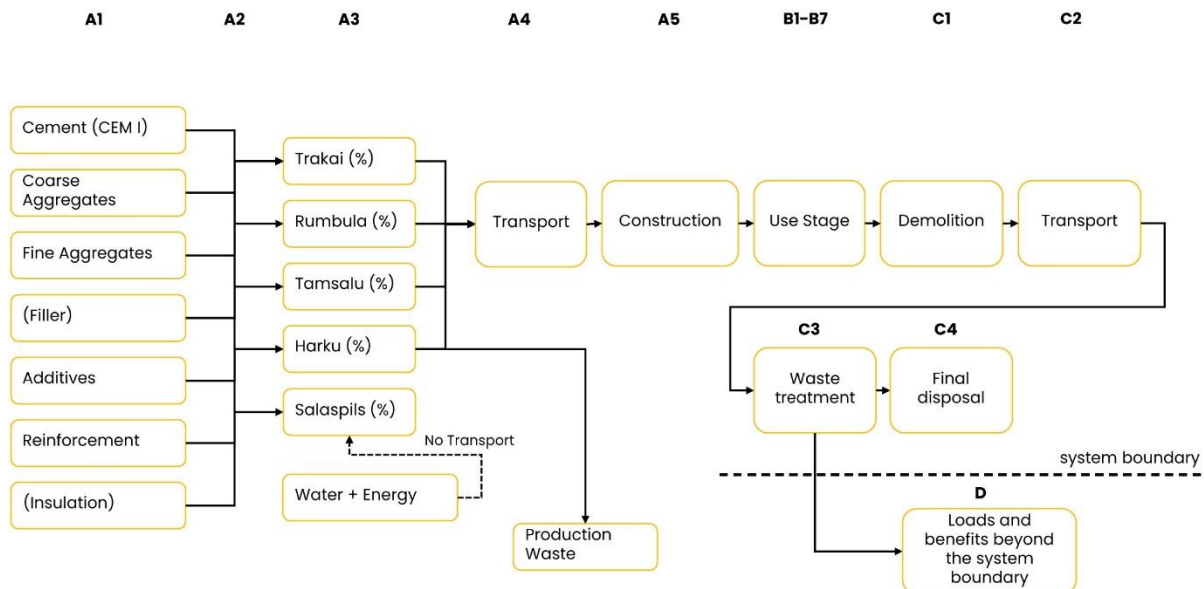 A1 A2 A3 A4 A5 B1-B7 C1 C2
Cement (CEM I)
Coarse
Aggregates
Fine Aggregates
(Filler)
Additives
Reinforcement
(Insulation)
Trakai (%)
Rumbula (%)
Tamsalu (%)
Harku (%)
Salaspils (%)
No Transport
Water + Energy
Production
Waste
Transport
Construction
Use Stage
Demolition
Transport
C3
C4
Waste
treatment
Final
disposal
system boundary
D
Loads and
benefits beyond
the system
boundary